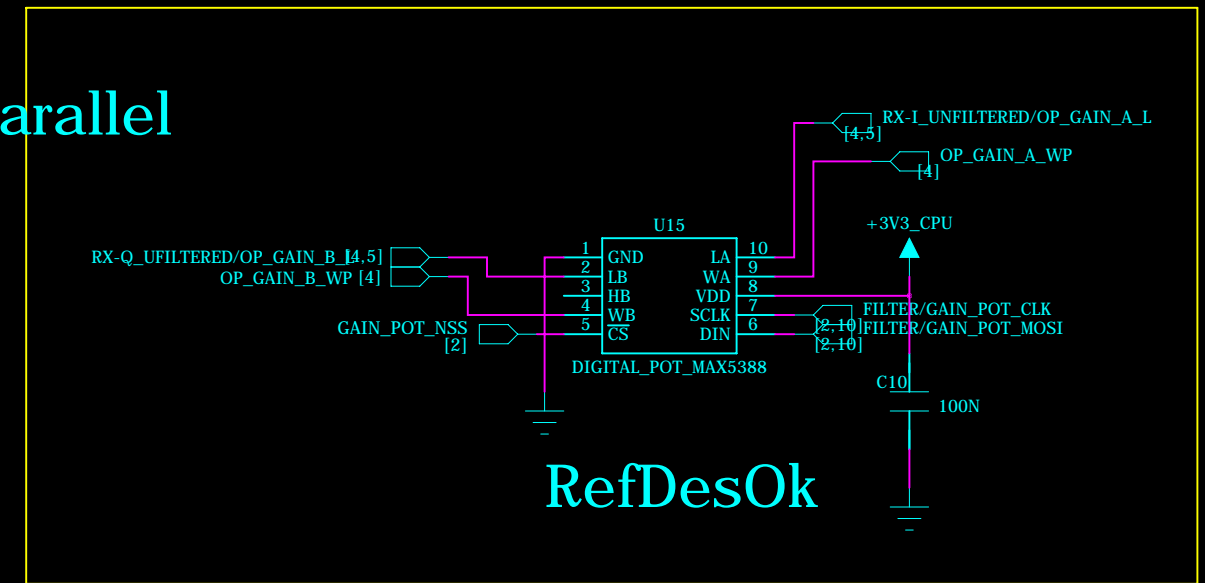 arallel
RX-I_UNFILTERED/OP_GAIN_A_L
[4,5]
OP_GAIN_A_WP
[4]
+3V3_CPU
U15
RX-Q_UFILTERED/OP_GAIN_B_L[4,5]
OP_GAIN_B_WP [4]
GAIN_POT_NSS
[2]
1 GND LA 10
2 LB WA 9
3 HB VDD 8
4 WB SCLK 7
5 CS DIN 6
FILTER/GAIN_POT_CLK
[2,10]FILTER/GAIN_POT_MOSI
[2,10]
DIGITAL_POT_MAX5388
C10
100N
RefDesOk